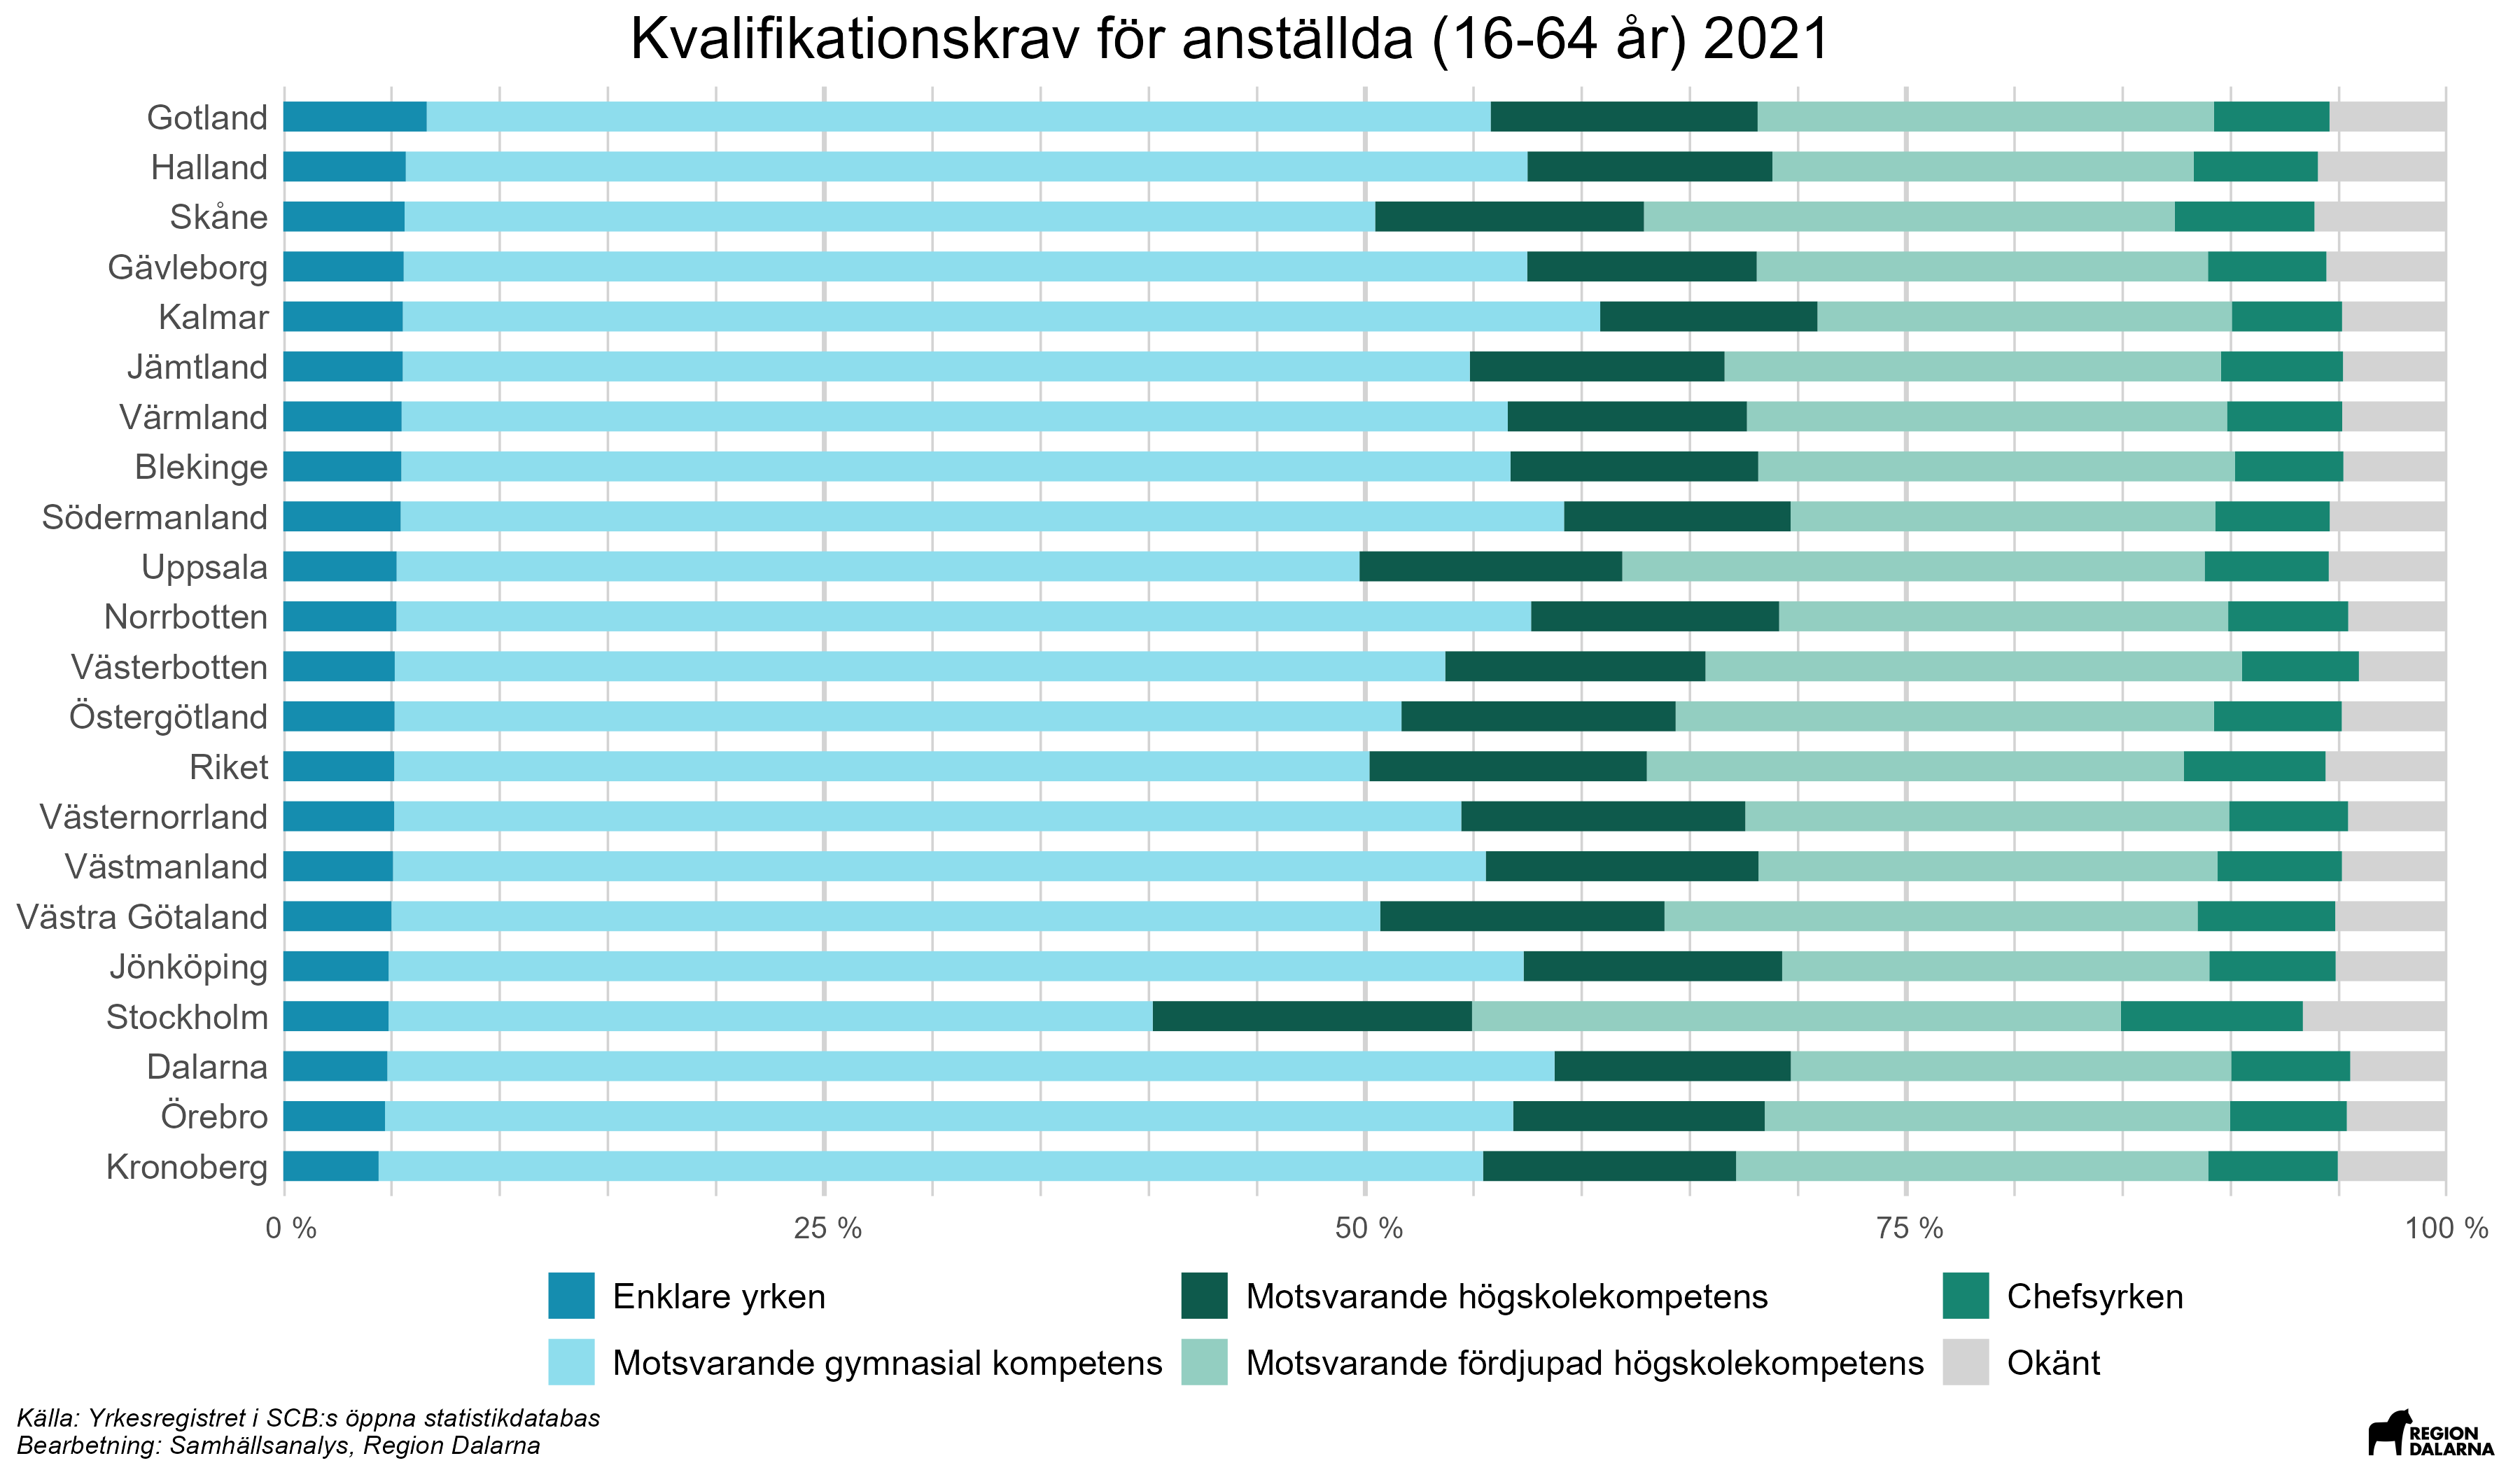 Kvalifikationskrav för anställda (16-64 år) 2021
Gotland
Halland
Skåne
Gävleborg
Kalmar
Jämtland
Värmland
Blekinge
Södermanland
Uppsala
Norrbotten
Västerbotten
Östergötland
Riket
Västernorrland
Västmanland
Västra Götaland
Jönköping
Stockholm
Dalarna
Örebro
Kronoberg
0 % 25 % 50 % 75 % 100 %
Enklare yrken Motsvarande högskolekompetens Chefsyrken
Motsvarande gymnasial kompetens Motsvarande fördjupad högskolekompetens Okänt
Källa: Yrkesregistret i SCB:s öppna statistikdatabas
Bearbetning: Samhällsanalys, Region Dalarna
REGION
DALARNA